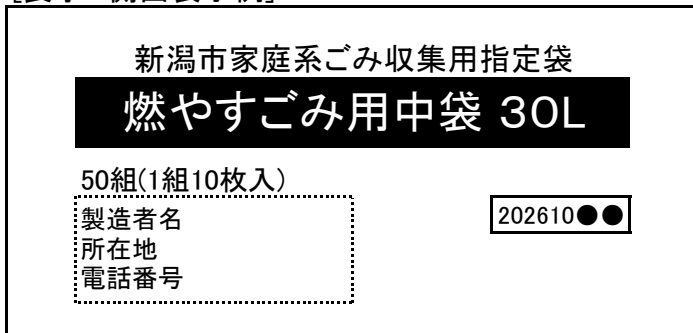 新潟市家庭系ごみ収集用指定袋
燃やすごみ用中袋 30L
50組(1組10枚入)
製造者名
202610●●
所在地
電話番号